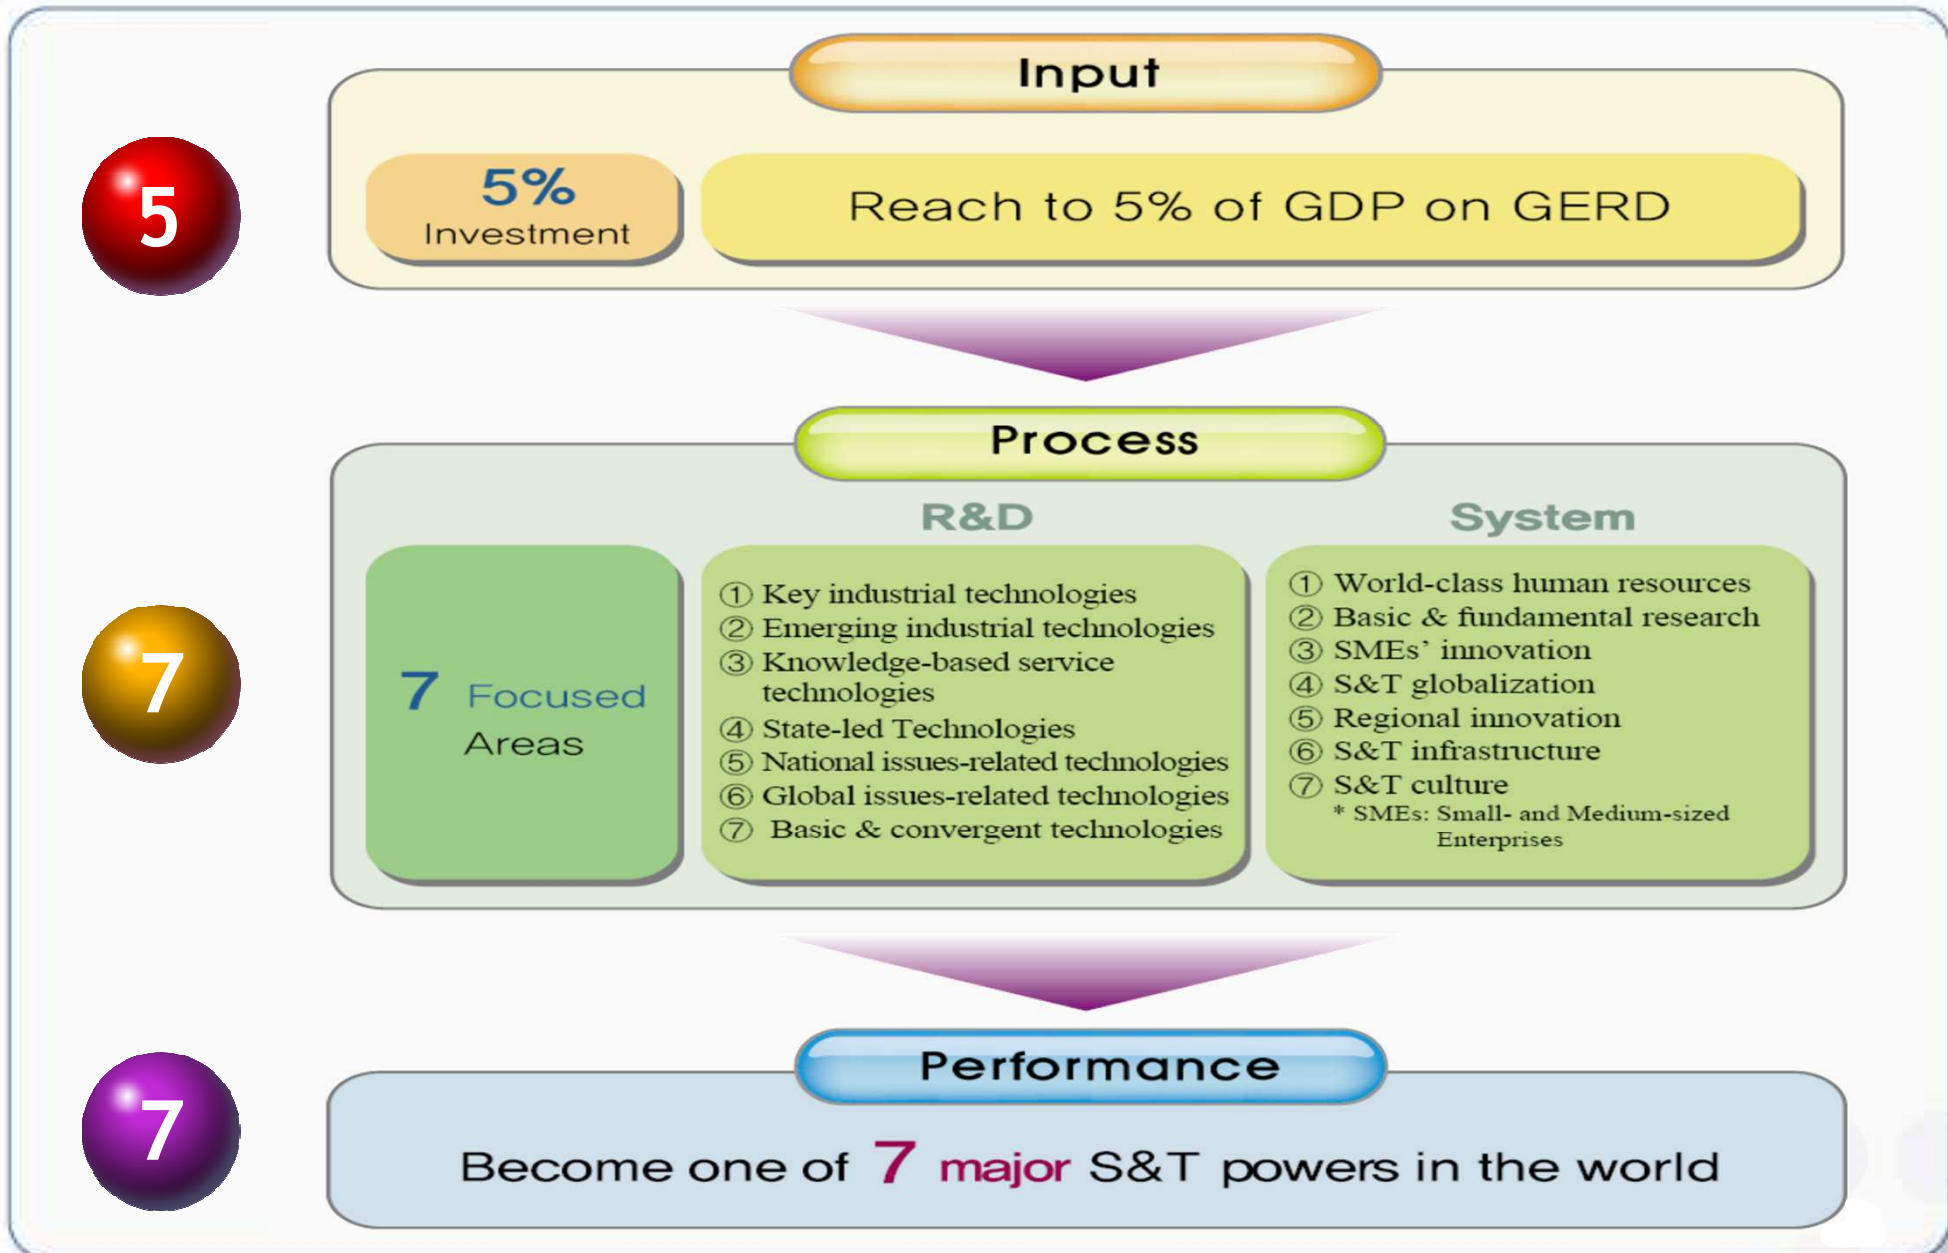 Input
5
5%
Investment
Reach to 5% of GDP on GERD
Process
7
7 Focused
Areas
R&D
① Key industrial technologies
② Emerging industrial technologies
③ Knowledge-based service
technologies
④ State-led Technologies
⑤ National issues-related technologies
⑥ Global issues-related technologies
⑦ Basic & convergent technologies
System
① World-class human resources
② Basic & fundamental research
③ SMEs’ innovation
④ S&T globalization
⑤ Regional innovation
⑥ S&T infrastructure
⑦ S&T culture
* SMEs: Small- and Medium-sized
Enterprises
Performance
7
Become one of 7 major S&T powers in the world